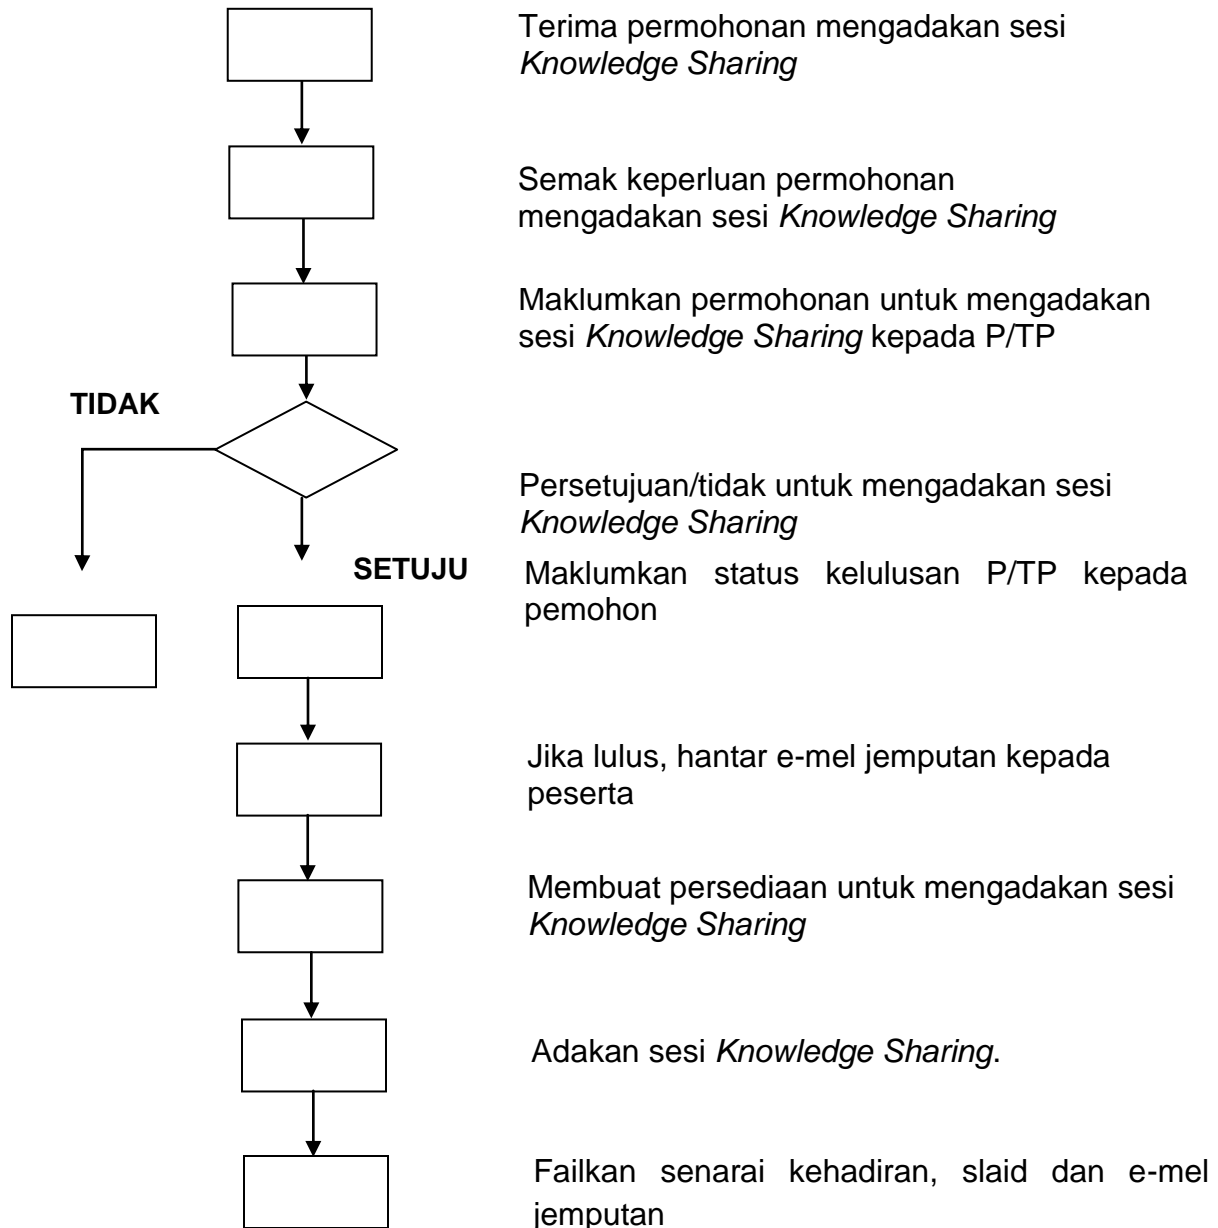 Terima permohonan mengadakan sesi
Knowledge Sharing
Semak keperluan permohonan
mengadakan sesi Knowledge Sharing
Maklumkan permohonan untuk mengadakan
sesi Knowledge Sharing kepada P/TP
TIDAK
Persetujuan/tidak untuk mengadakan sesi
Knowledge Sharing
SETUJU
Maklumkan status kelulusan P/TP kepada
pemohon
Jika lulus, hantar e-mel jemputan kepada
peserta
Membuat persediaan untuk mengadakan sesi
Knowledge Sharing
Adakan sesi Knowledge Sharing.
Failkan senarai kehadiran, slaid dan e-mel
jemputan